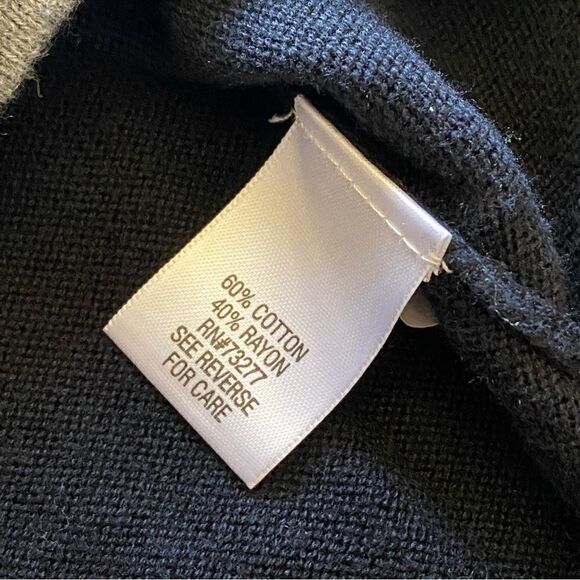 60% COTTON
40% RAYON
RN#73277
SEE REVERSE
FOR CARE